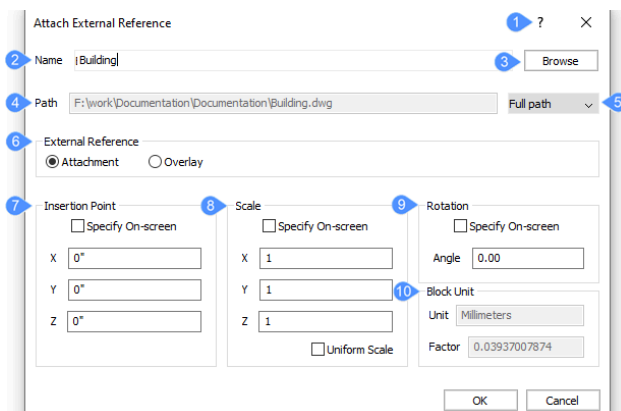 Attach External Reference 1 ?
2 Name Building 3 Browse
4 Path F:\work\Documentation\Documentation\Building.dwg Full path 5
6 External Reference
Attachment Overlay
7 Insertion Point 8 Scale 9 Rotation
Specify On-screen Specify On-screen Specify On-screen
X 0" X 1 Angle 0.00
Y 0" Y 1 10 Block Unit
Z 0" Z 1 Unit Millimeters
Uniform Scale Factor 0.03937007874
OK Cancel